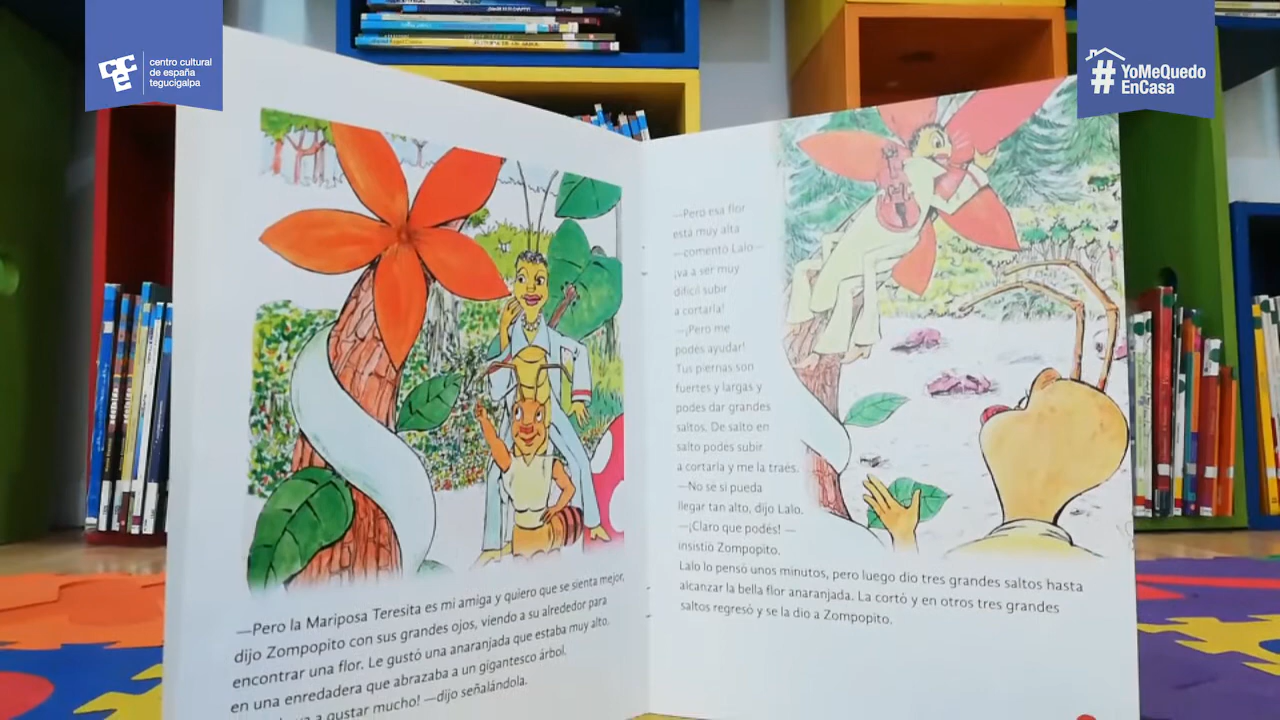 centro cultural
de españa
tegucigalpa
#YoMeQuedo
EnCasa
—Pero la Mariposa Teresita es mi amiga y quiero que se sienta mejor,
dijo Zompopito con sus grandes ojos, viendo a su alrededor para
encontrar una flor. Le gustó una anaranjada que estaba muy alto,
en una enredadera que abrazaba a un gigantesco árbol.
a gustar mucho! —dijo señalándola.
—Pero esa flor
está muy alta
—comentó Lalo—
¡va a ser muy
difícil subir
a cortarla!
—¡Pero me
podes ayudar!
Tus piernas son
fuertes y largas y
podes dar grandes
saltos. De salto en
salto podes subir
a cortarla y me la traés.
—No se si pueda
llegar tan alto, dijo Lalo.
—¡Claro que podés! —
insistió Zompopito.
Lalo lo pensó unos minutos, pero luego dio tres grandes saltos hasta
alcanzar la bella flor anaranjada. La cortó y en otros tres grandes
saltos regresó y se la dio a Zompopito.